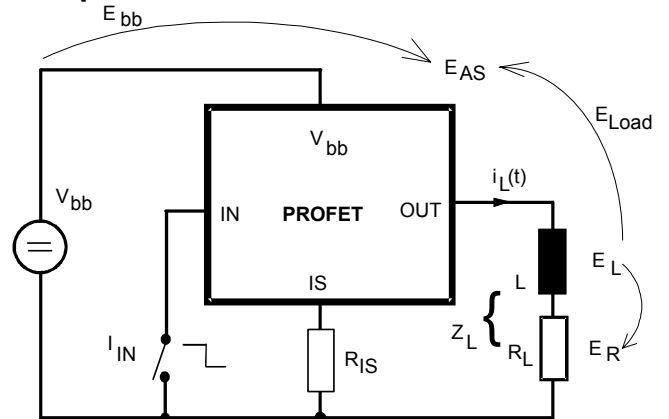 E bb
E AS
E Load
V bb
V bb
i L (t)
IN
PROFET
OUT
IS
L
E L
Z L
{
R L
E R
I IN
R IS